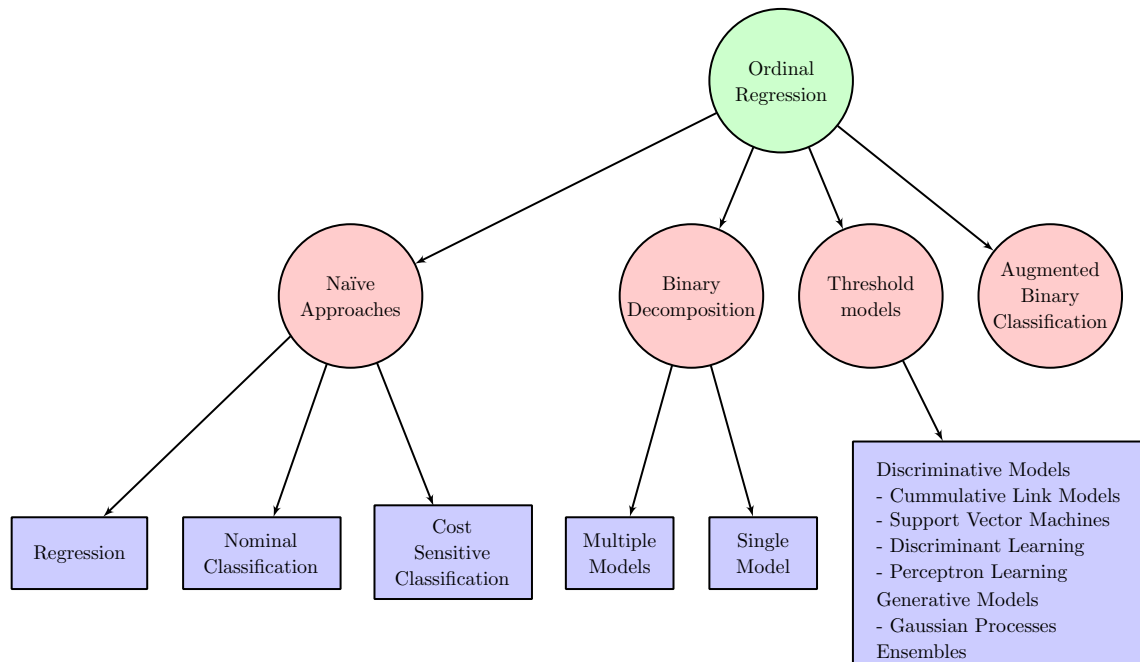 Ordinal
Regression
Naïve
Approaches
Binary
Decomposition
Threshold
models
Augmented
Binary
Classification
Regression
Nominal
Classification
Cost
Sensitive
Classification
Multiple
Models
Single
Model
Discriminative Models
- Cummulative Link Models
- Support Vector Machines
- Discriminant Learning
- Perceptron Learning
Generative Models
- Gaussian Processes
Ensembles